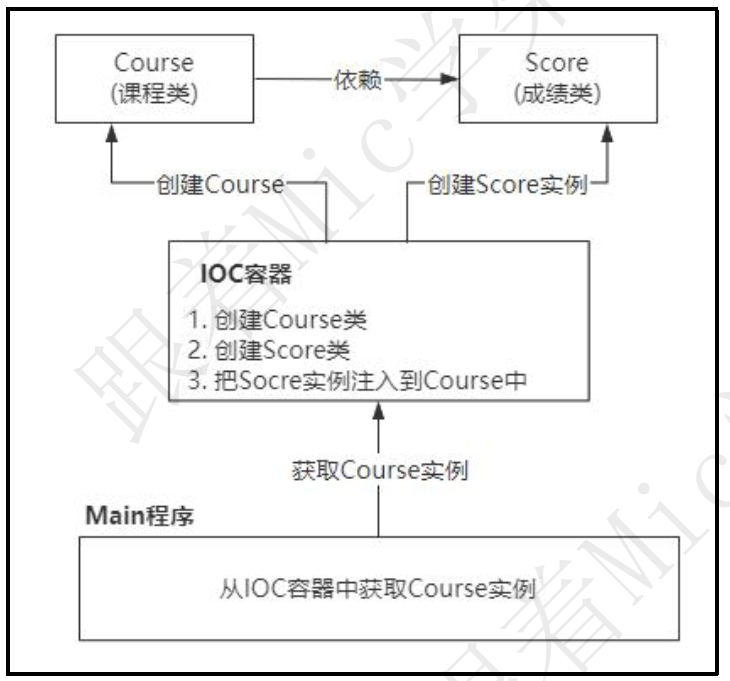 Course
(课程类)
依赖
Score
(成绩类)
创建Course
创建Score实例
IOC容器
1. 创建Course类
2. 创建Score类
3. 把Socre实例注入到Course中
获取Course实例
Main程序
从IOC容器中获取Course实例
跟着Mic学架
跟着Mic